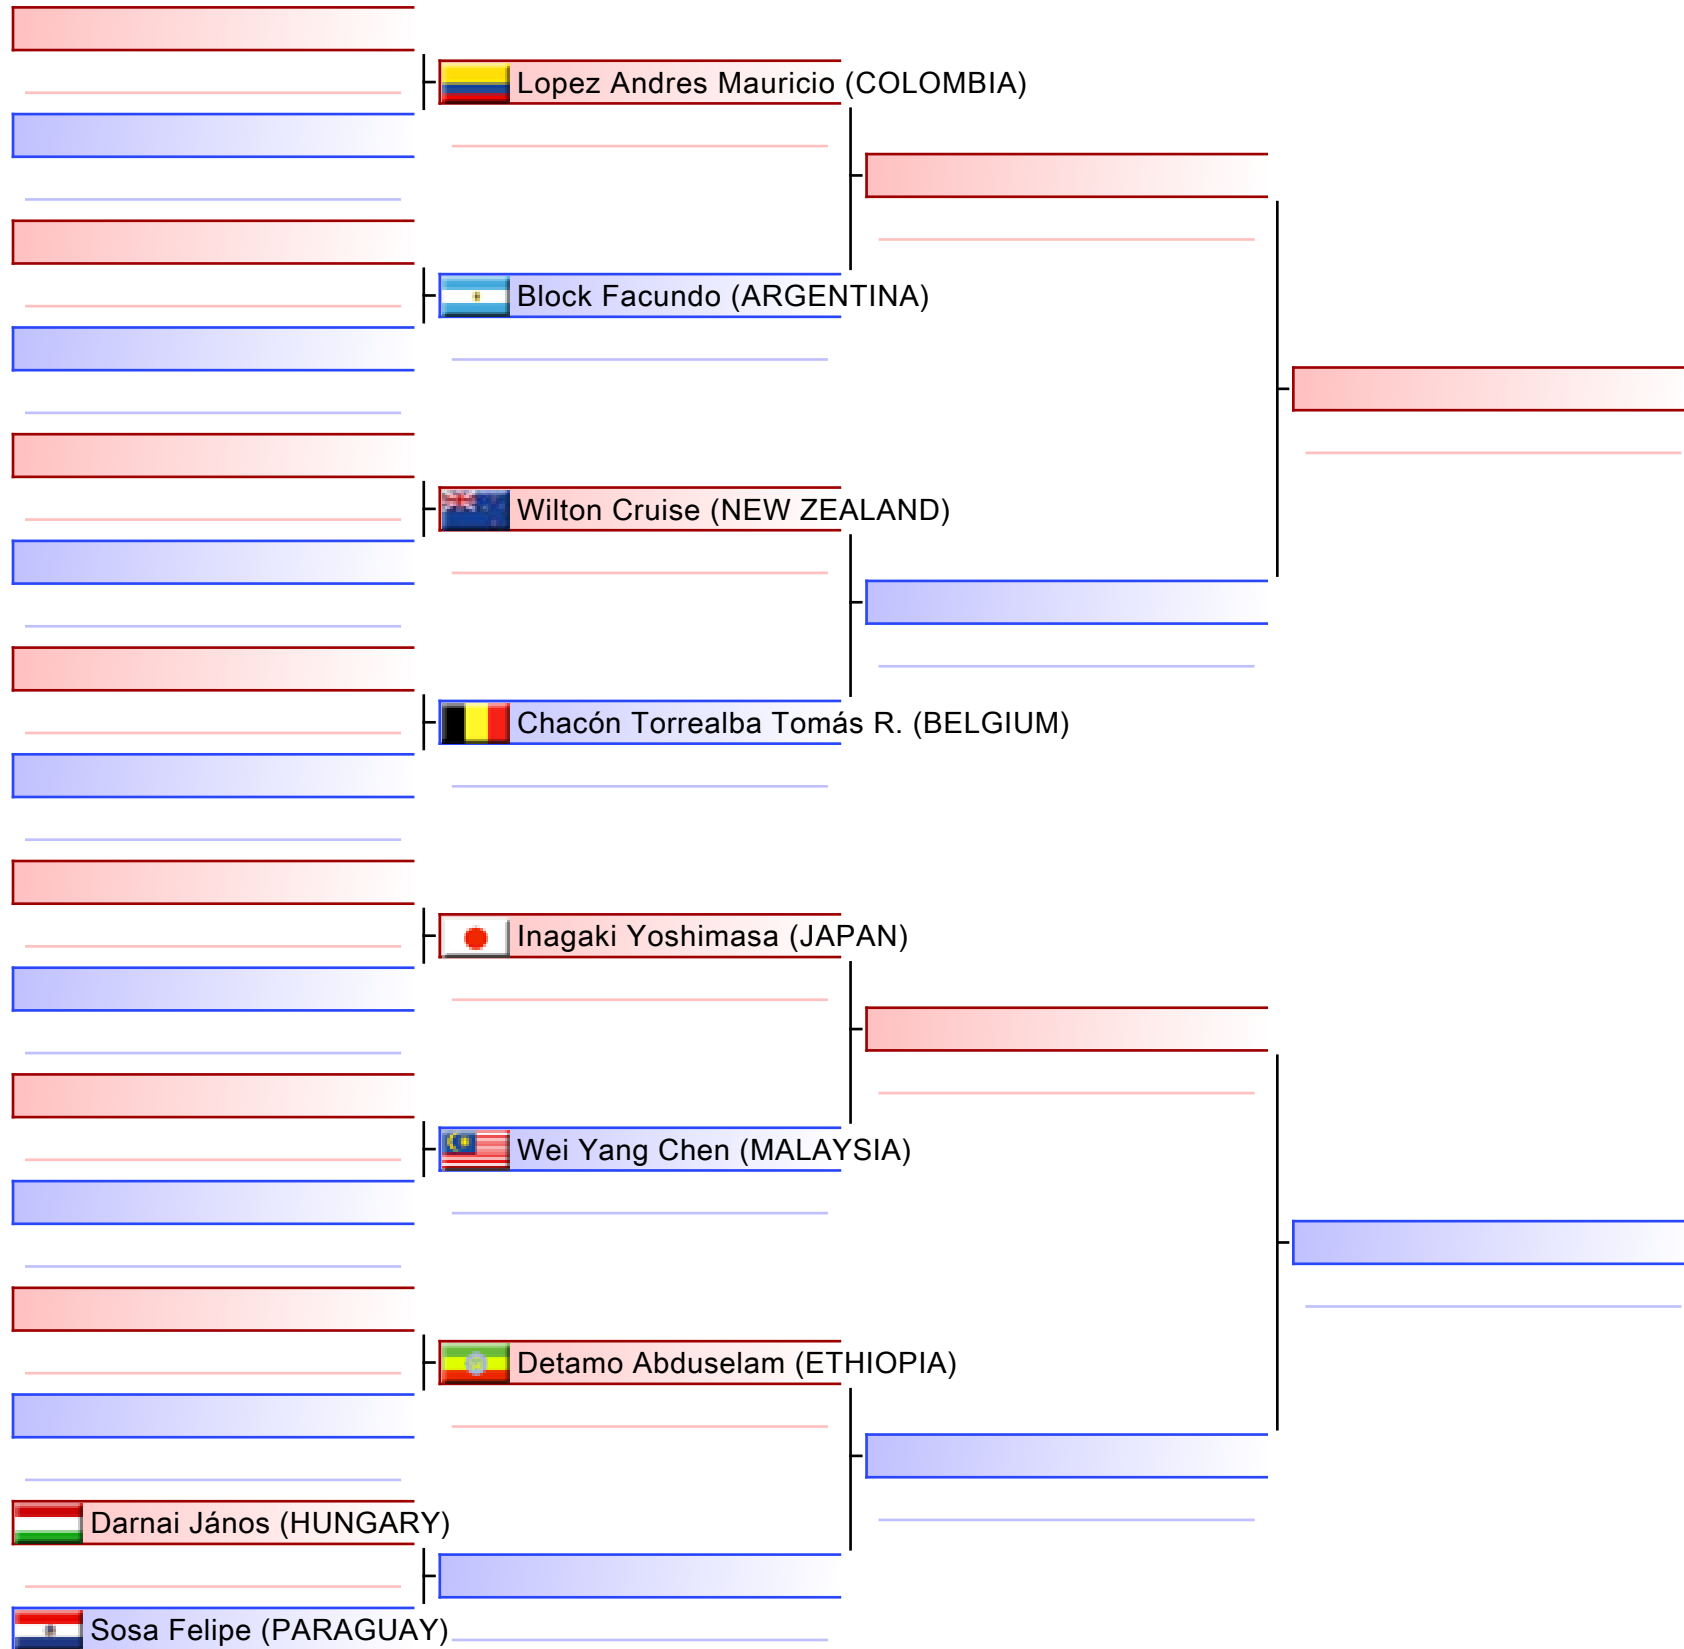 Lopez Andres Mauricio (COLOMBIA)
Block Facundo (ARGENTINA)
Wilton Cruise (NEW ZEALAND)
Chacón Torrealba Tomás R. (BELGIUM)
Inagaki Yoshimasa (JAPAN)
Wei Yang Chen (MALAYSIA)
Detamo Abduselam (ETHIOPIA)
Darnai János (HUNGARY)
Sosa Felipe (PARAGUAY)